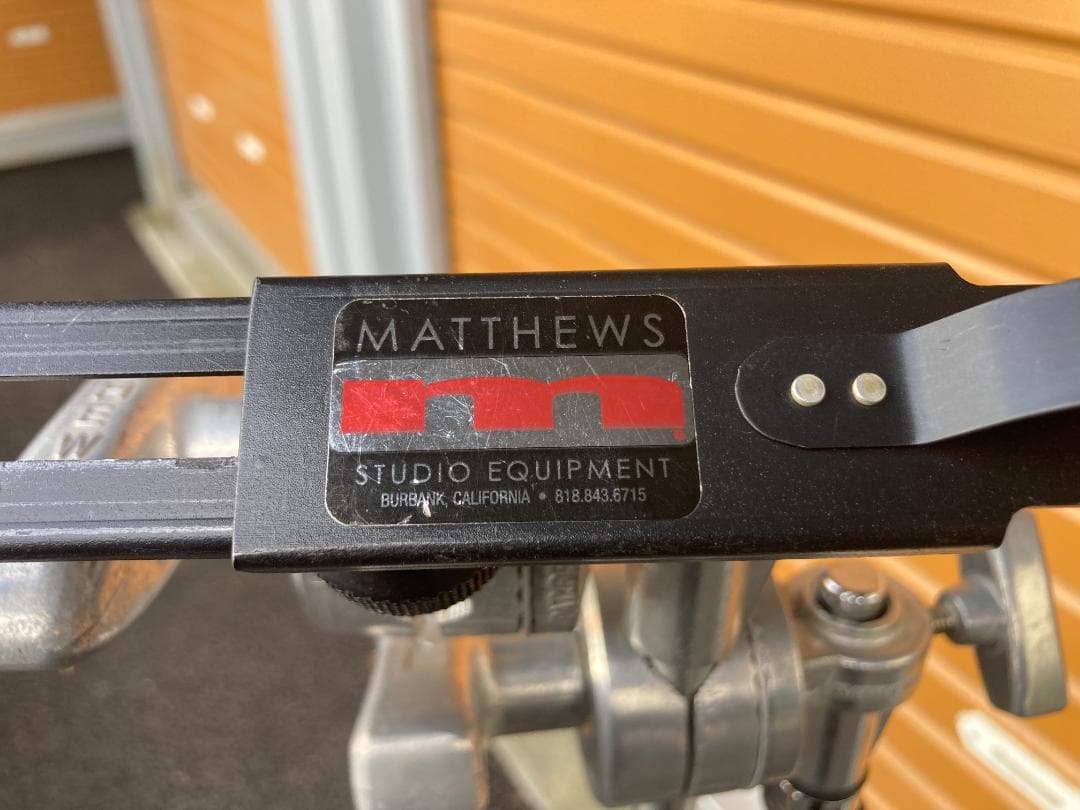 MATTHEWS
m
STUDIO EQUIPMENT
BURBANK, CALIFORNIA • 818.843.6715